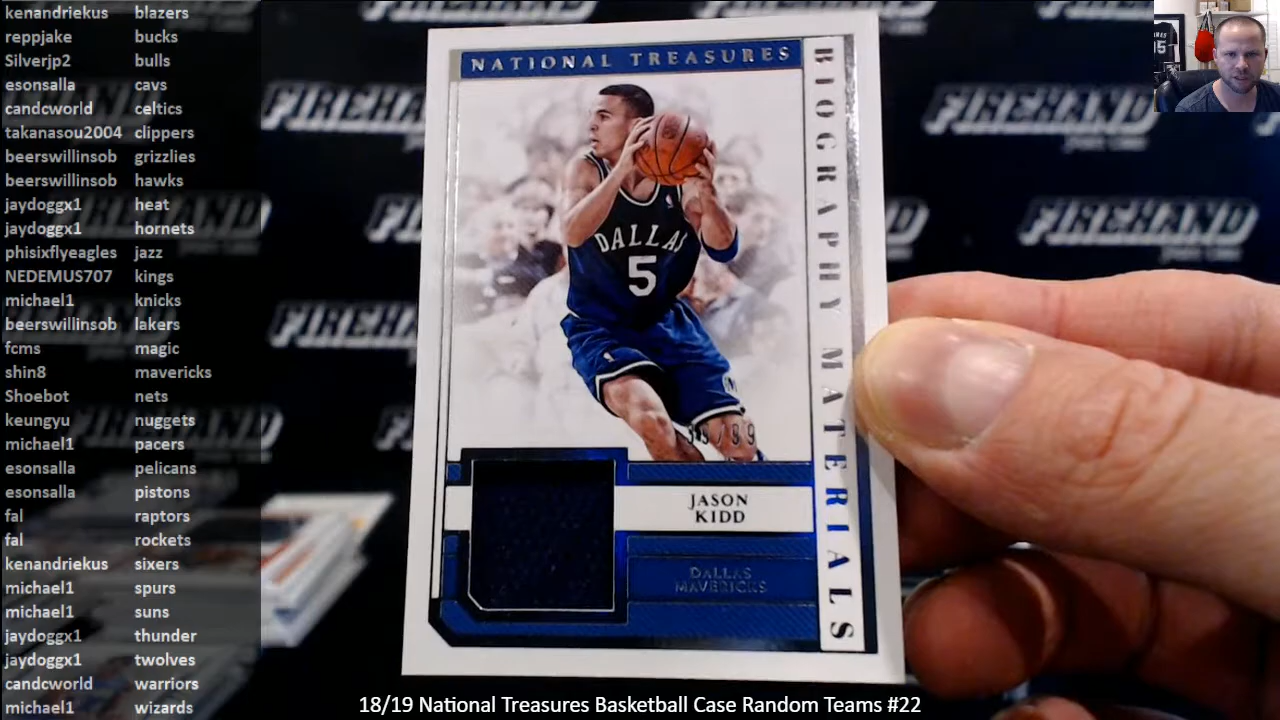 kenandriekus blazers
reppjake bucks
Silverjp2 bulls
esonsalla cavs
candcworld celtics
takanasou2004 clippers
beerswillinsob grizzlies
beerswillinsob hawks
jaydoggx1 heat
jaydoggx1 hornets
phisixflyeagles jazz
NEDEMUS707 kings
michael1 knicks
beerswillinsob lakers
fcms magic
shin8 mavericks
Shoebot nets
keungyu nuggets
michael1 pacers
esonsalla pelicans
esonsalla pistons
fal raptors
fal rockets
kenandriekus sixers
michael1 spurs
michael1 suns
jaydoggx1 thunder
jaydoggx1 twolves
candcworld warriors
michael1 wizards
NATIONAL TREASURES
BIOGRAPHY MATERIALS
DALLAS
5
JASON
KIDD
DALLAS
MAVERICKS
FIREHAND
FIREHAND
FIREHAND
FIREHAND
18/19 National Treasures Basketball Case Random Teams #22